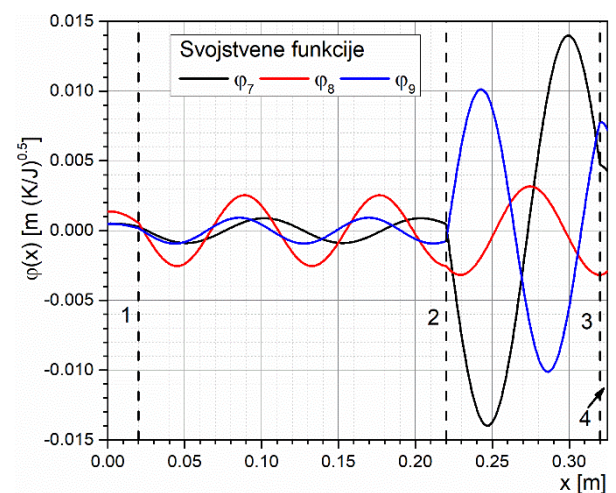 0.015
0.010
0.005
0.000
-0.005
-0.010
-0.015
φ(x) [m (K/J)^0.5]
Svojstvene funkcije
φ₇ φ₈ φ₉
1
2
3
4
0.00 0.05 0.10 0.15 0.20 0.25 0.30
x [m]